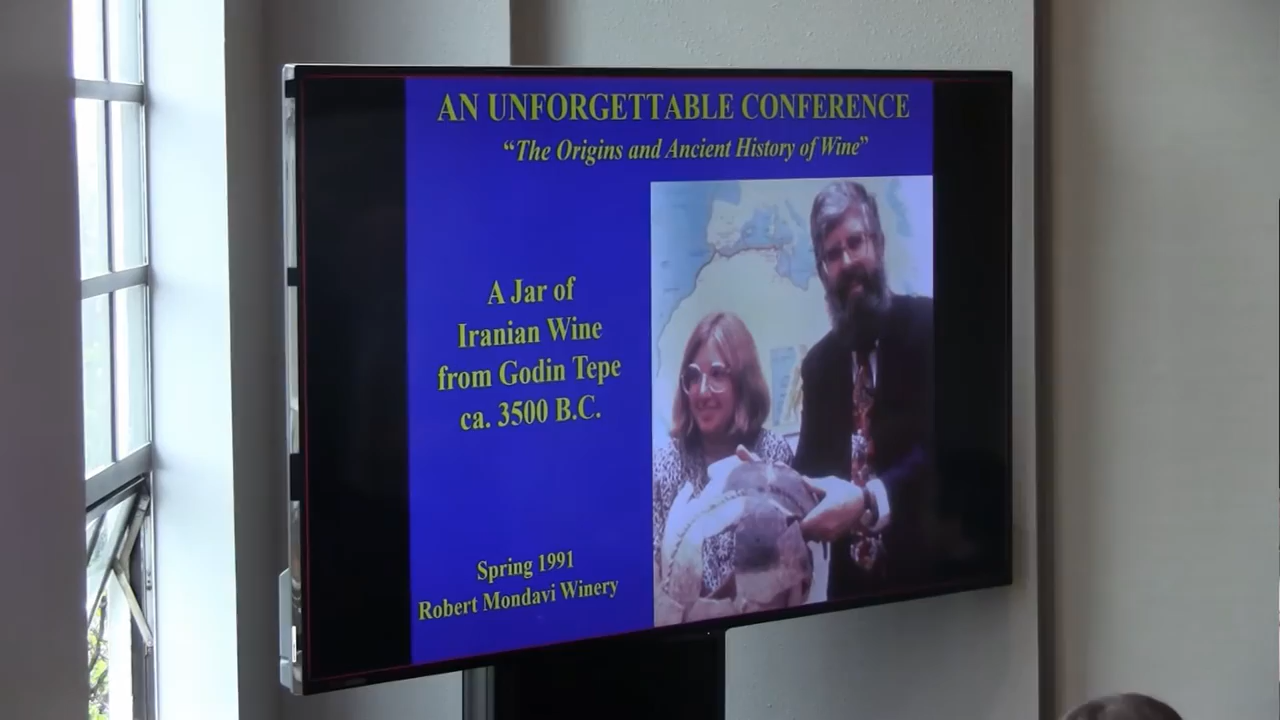 AN UNFORGETTABLE CONFERENCE
“The Origins and Ancient History of Wine”
A Jar of
Iranian Wine
from Godin Tepe
ca. 3500 B.C.
Spring 1991
Robert Mondavi Winery